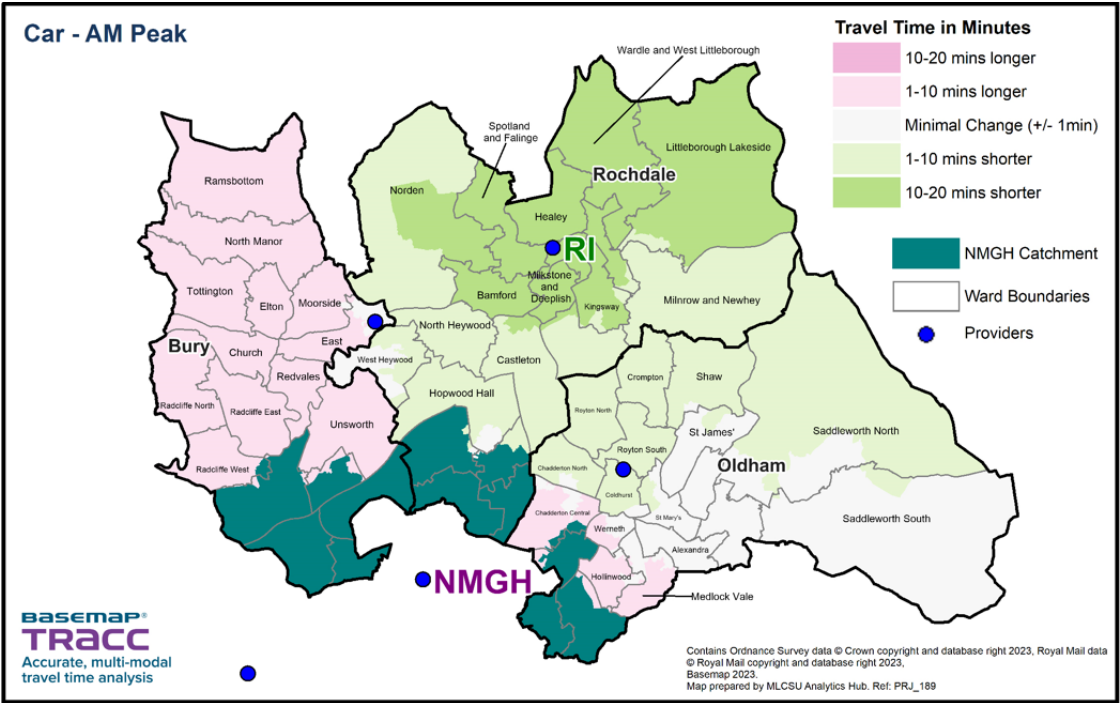 Car - AM Peak
Travel Time in Minutes
10-20 mins longer
1-10 mins longer
Minimal Change (+/- 1min)
1-10 mins shorter
10-20 mins shorter
NMGH Catchment
Ward Boundaries
Providers
Wardle and West Littleborough
Spotland
and Falinge
Littleborough Lakeside
Rochdale
Ramsbottom
Norden
Healey
North Manor
RI
Milkstone
and
Deeplish
Tottington
Elton
Moorside
Bamford
Kingsway
Milnrow and Newhey
North Heywood
East
Bury
Church
West Heywood
Castleton
Redvales
Hopwood Hall
Crompton
Shaw
Radcliffe North
Radcliffe East
Unsworth
Royton North
St James'
Saddleworth North
Royton South
Oldham
Radcliffe West
Chadderton North
Coldhurst
Chadderton Central
St Mary's
Saddleworth South
Werneth
Alexandra
NMGH
Hollinwood
Medlock Vale
BASEMAP®
TRACC
Accurate, multi-modal
travel time analysis
Contains Ordnance Survey data © Crown copyright and database right 2023, Royal Mail data
© Royal Mail copyright and database right 2023,
Basemap 2023.
Map prepared by MLCSU Analytics Hub. Ref: PRJ_189